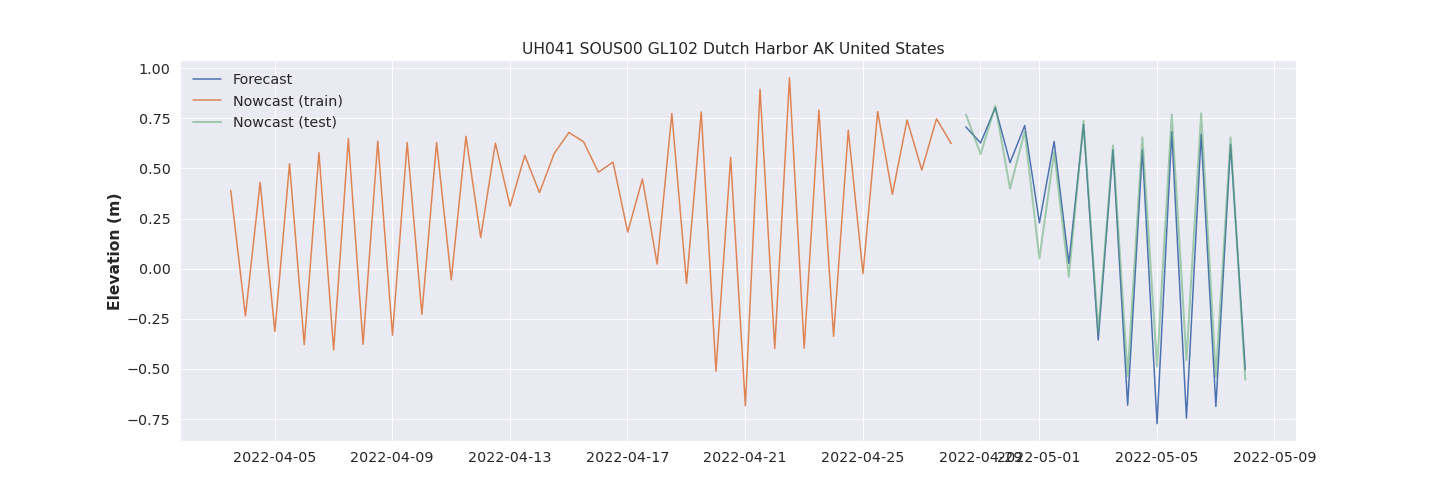 UH041 SOUS00 GL102 Dutch Harbor AK United States
1.00
0.75
0.50
0.25
0.00
−0.25
−0.50
−0.75
Elevation (m)
Forecast
Nowcast (train)
Nowcast (test)
2022-04-05 2022-04-09 2022-04-13 2022-04-17 2022-04-21 2022-04-25 2022-04-29 2022-05-01 2022-05-05 2022-05-09